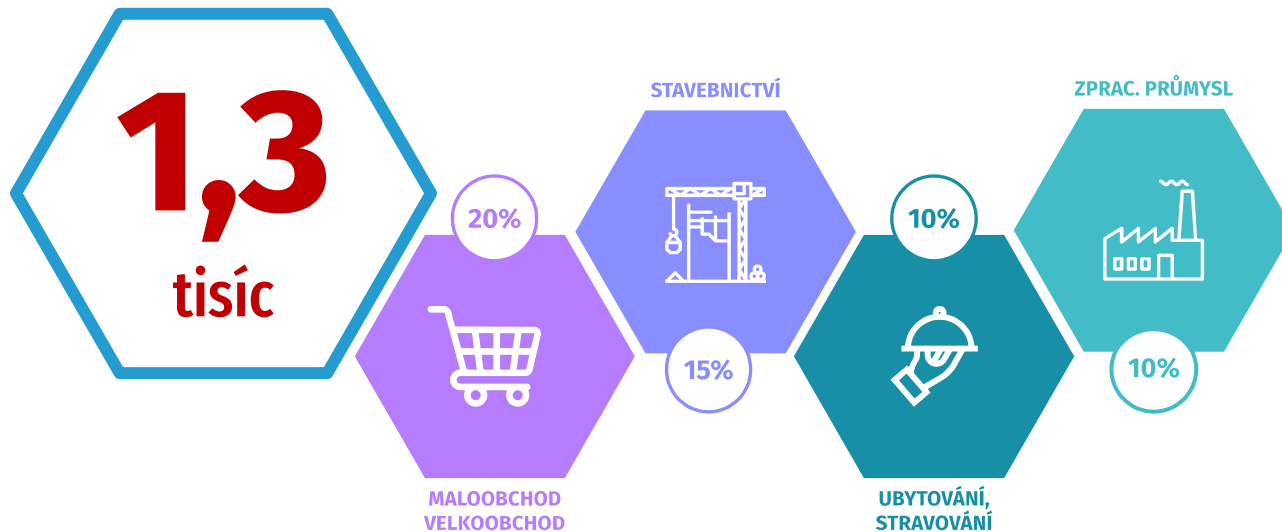 1,3
tisíc
20%
MALOOBCHOD
VELKOOBCHOD
STAVEBNICTVÍ
15%
10%
UBYTOVÁNÍ,
STRAVOVÁNÍ
ZPRAC. PRŮMYSL
10%